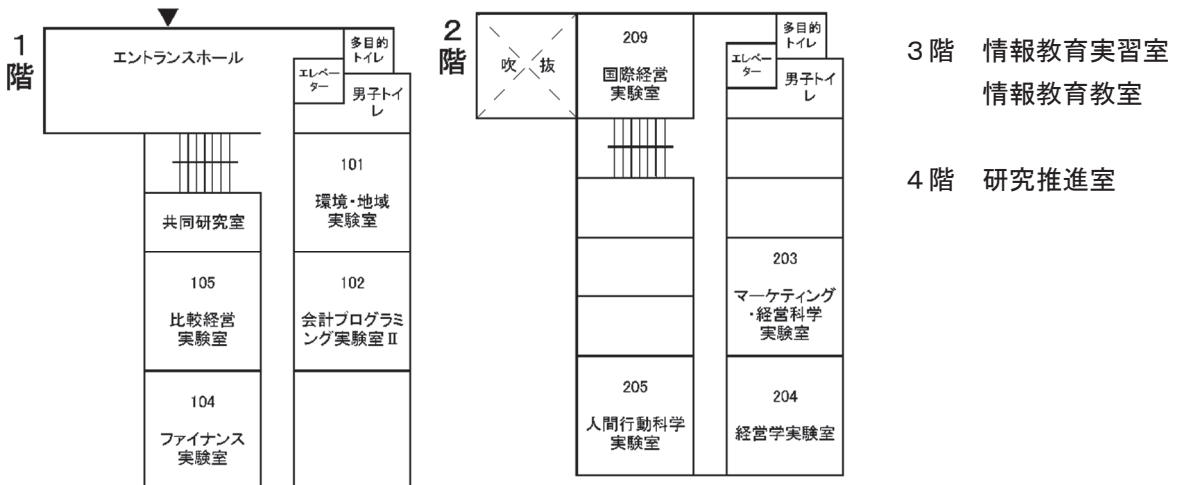 1
階
エントランスホール
多目的
トイレ
エレベー
ター
男子トイ
レ
101
環境・地域
実験室
共同研究室
105
比較経営
実験室
102
会計プログラミ
ング実験室Ⅱ
104
ファイナンス
実験室
2
階
吹 抜
209
国際経営
実験室
多目的
トイレ
エレベー
ター
男子トイ
レ
203
マーケティング
・経営科学
実験室
205
人間行動科学
実験室
204
経営学実験室
3階 情報教育実習室
情報教育教室
4階 研究推進室